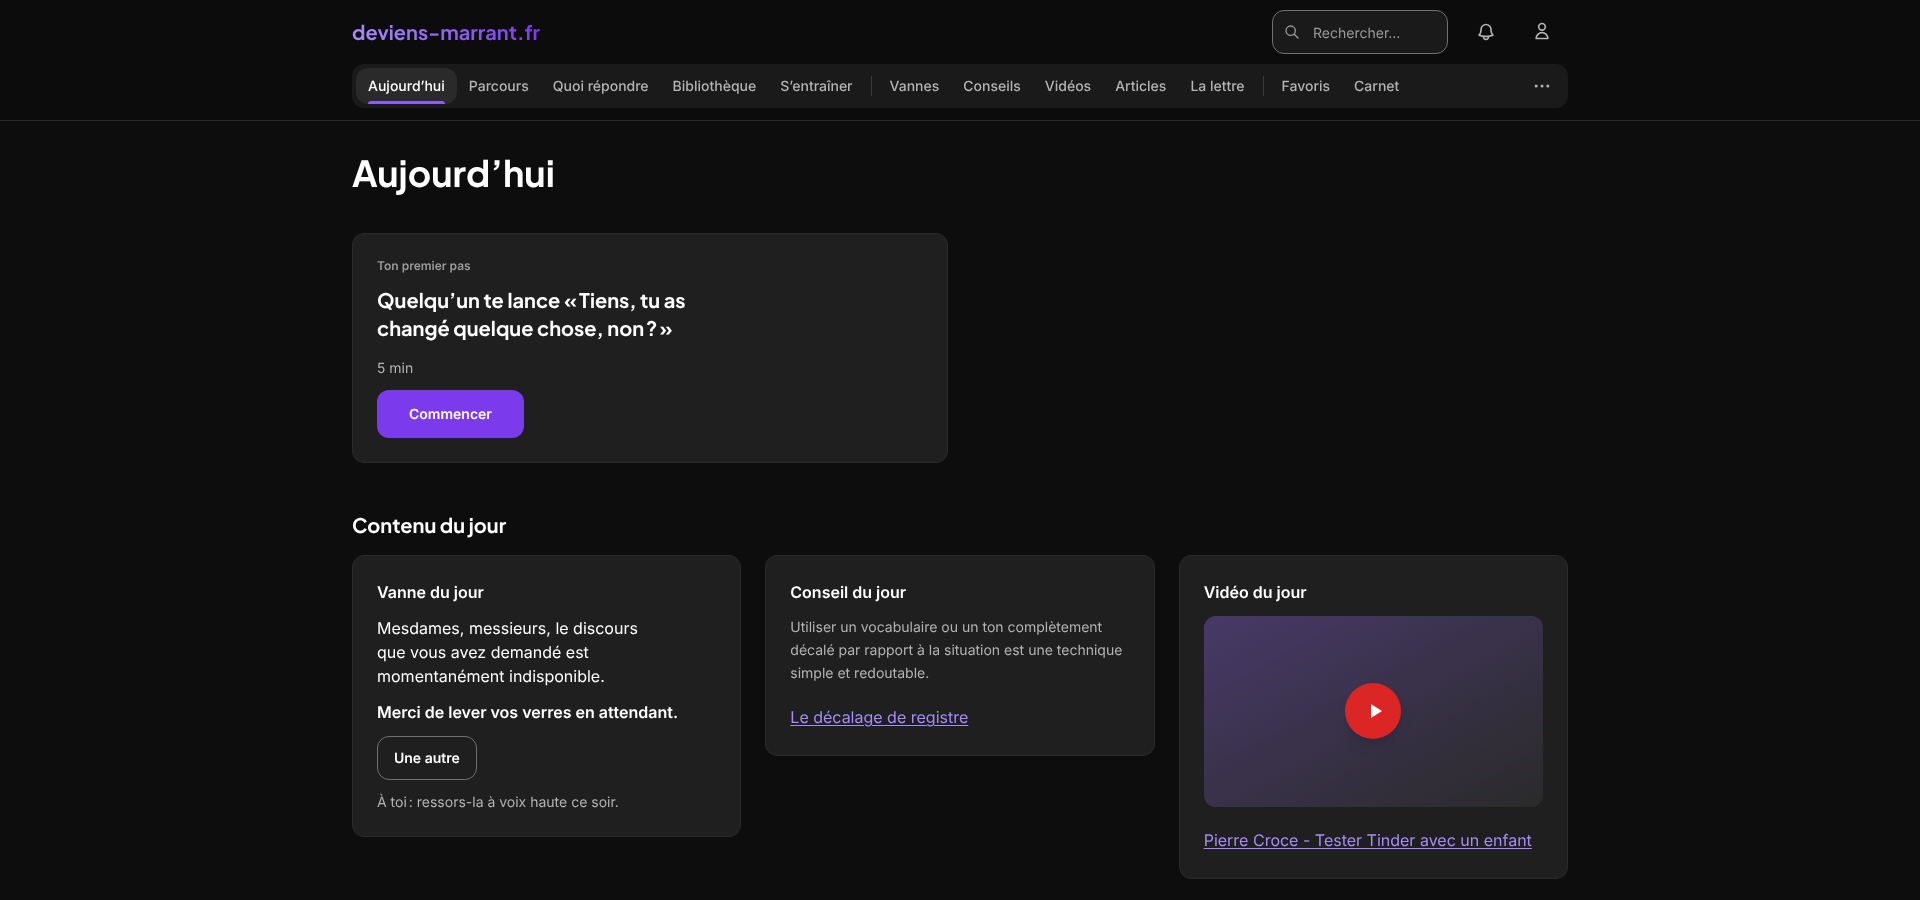 deviens-marrant.fr
Rechercher...
Aujourd’hui
Parcours
Quoi répondre
Bibliothèque
S’entraîner
Vannes
Conseils
Vidéos
Articles
La lettre
Favoris
Carnet
Aujourd’hui
Ton premier pas
Quelqu’un te lance « Tiens, tu as
changé quelque chose, non ? »
5 min
Commencer
Contenu du jour
Vanne du jour
Mesdames, messieurs, le discours
que vous avez demandé est
momentanément indisponible.
Merci de lever vos verres en attendant.
Une autre
À toi : ressors-la à voix haute ce soir.
Conseil du jour
Utiliser un vocabulaire ou un ton complètement
décalé par rapport à la situation est une technique
simple et redoutable.
Le décalage de registre
Vidéo du jour
Pierre Croce - Tester Tinder avec un enfant